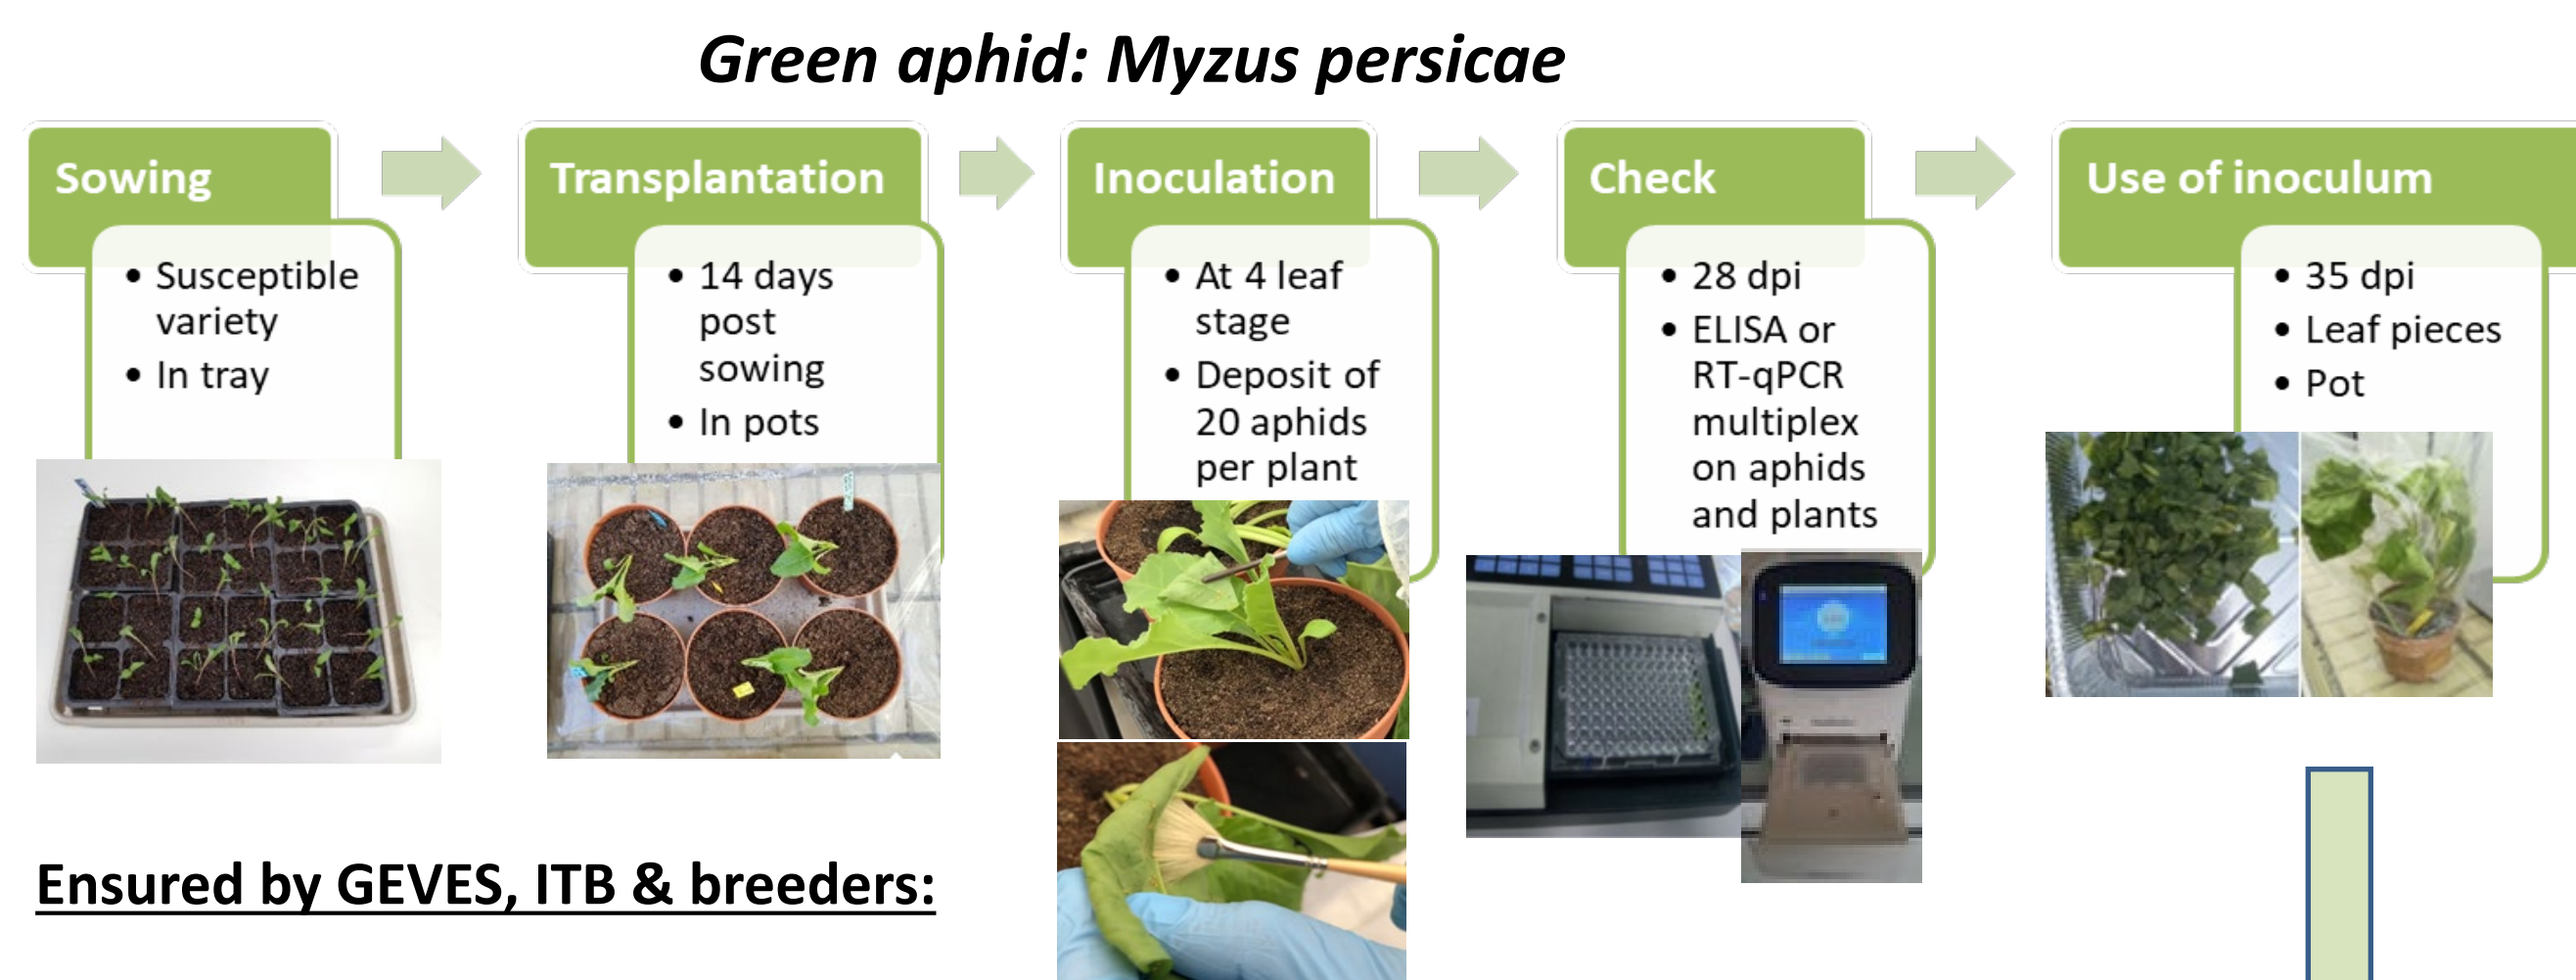 Green aphid: Myzus persicae
Sowing
• Susceptible
variety
• In tray
Transplantation
• 14 days
post
sowing
• In pots
Inoculation
• At 4 leaf
stage
• Deposit of
20 aphids
per plant
Check
• 28 dpi
• ELISA or
RT-qPCR
multiplex
on aphids
and plants
Use of inoculum
• 35 dpi
• Leaf pieces
• Pot
Ensured by GEVES, ITB & breeders: